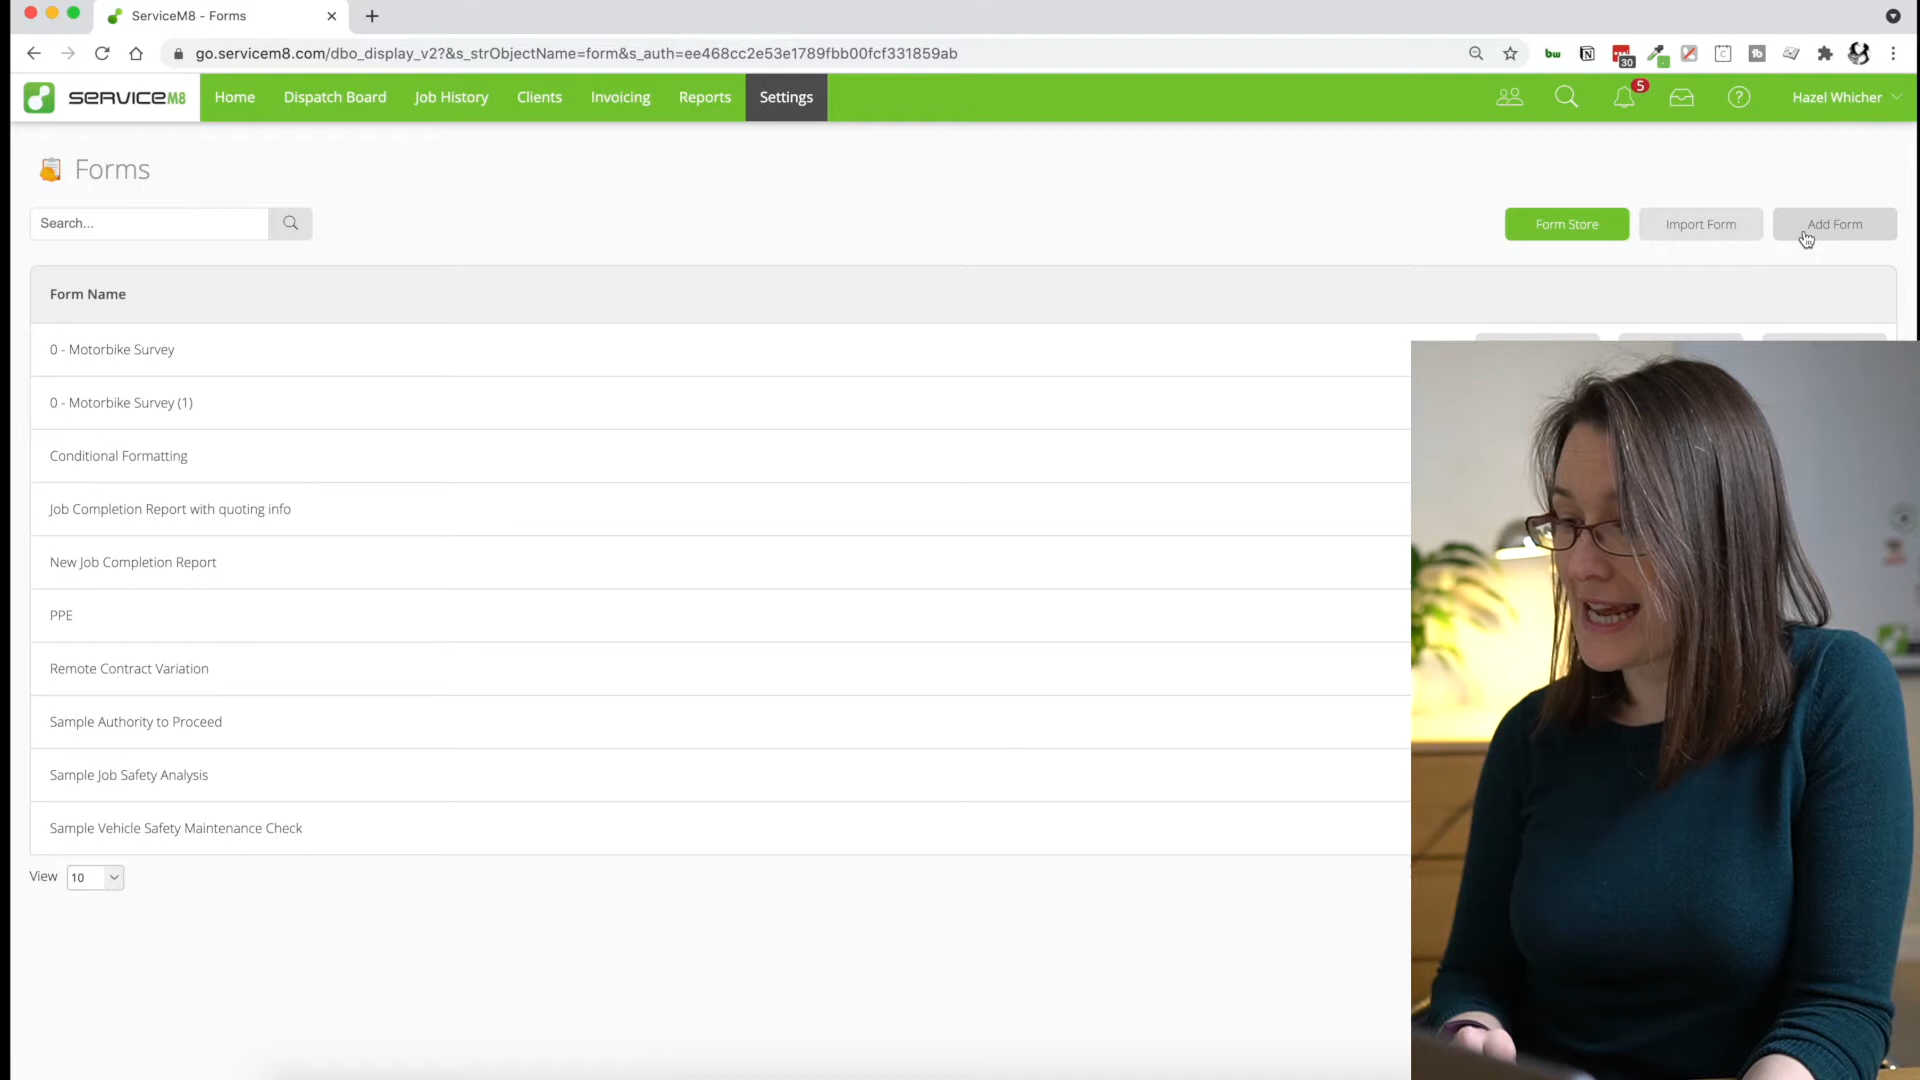 ServiceM8 - Forms
go.servicem8.com/dbo_display_v2?&s_strObjectName=form&s_auth=ee468cc2e53e1789fbb00fcf331859ab
bw
30
fb
SERVICEM8 Home Dispatch Board Job History Clients Invoicing Reports Settings 5 ? Hazel Whicher
Forms
Search... Form Store Import Form Add Form
Form Name
0 - Motorbike Survey
0 - Motorbike Survey (1)
Conditional Formatting
Job Completion Report with quoting info
New Job Completion Report
PPE
Remote Contract Variation
Sample Authority to Proceed
Sample Job Safety Analysis
Sample Vehicle Safety Maintenance Check
View 10